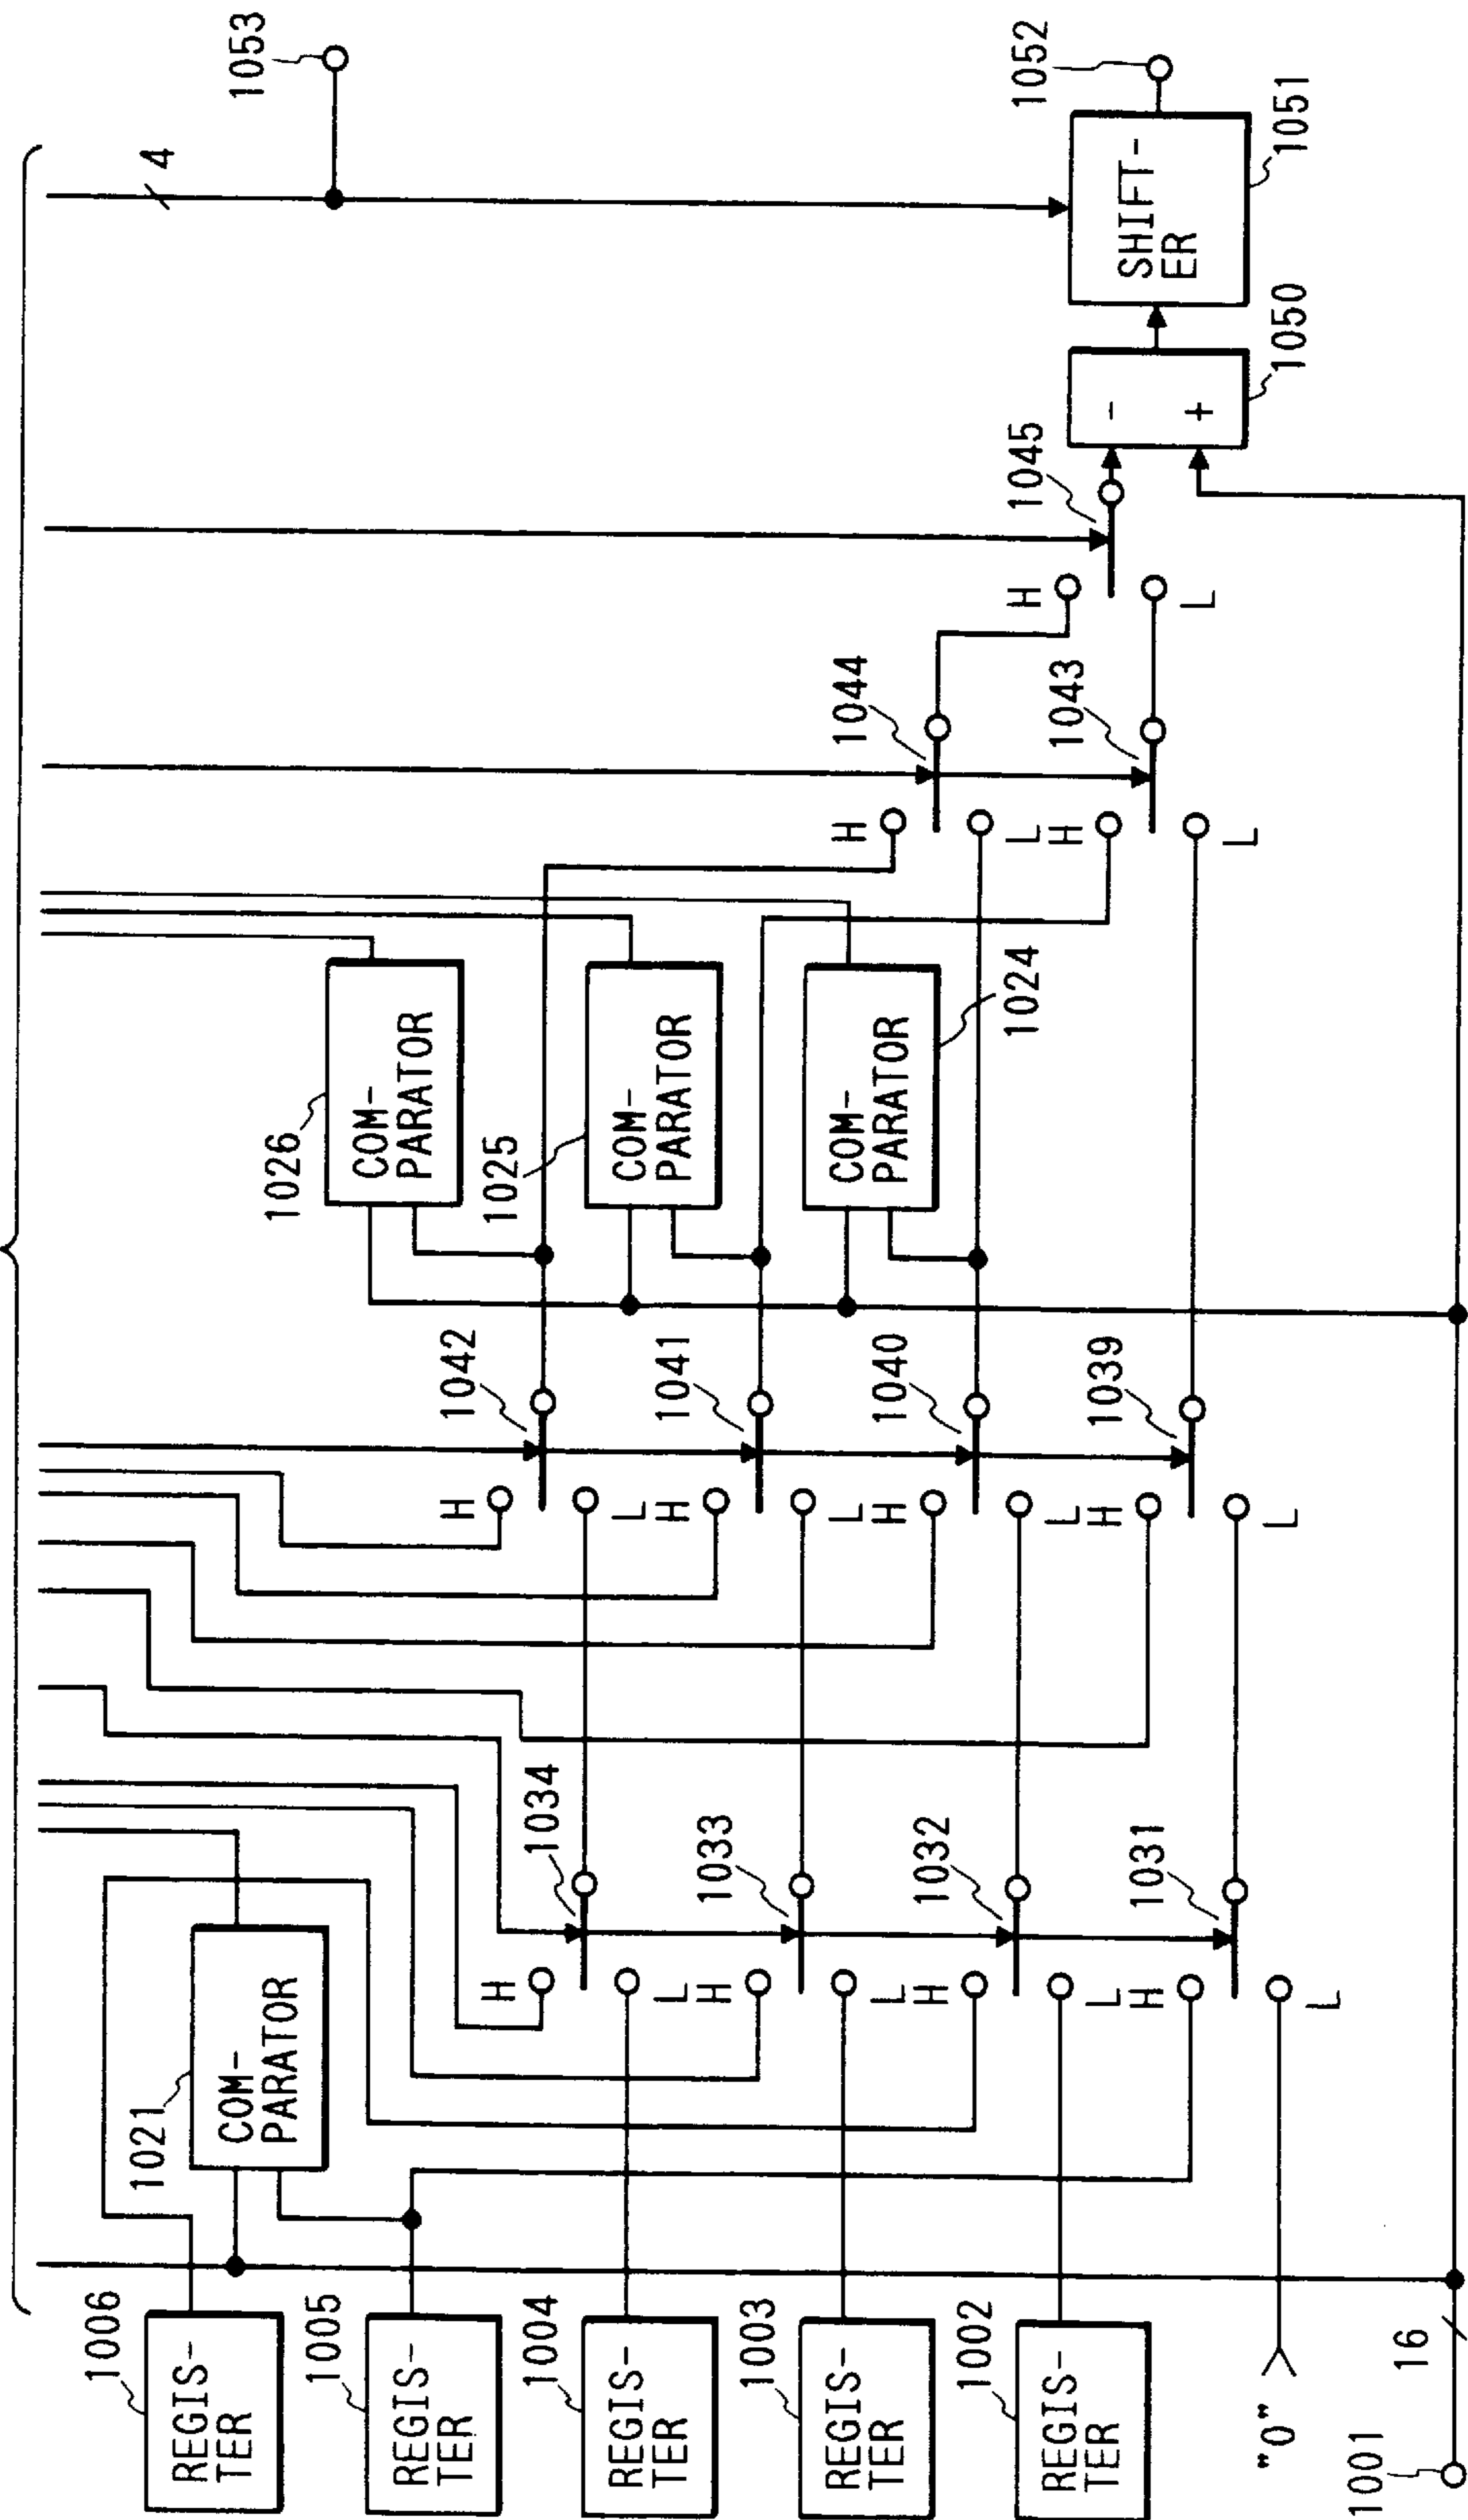 1053
4
1052
SHIFT-
ER
1051
1050
-
+
1045
H
L
1044
1043
H
L
H
L
1026
COM-
PARATOR
1025
COM-
PARATOR
COM-
PARATOR
1024
1042
1041
1040
1039
H
L
H
L
H
L
H
L
1034
1033
1032
1031
H
L
H
L
H
L
H
L
1021
COM-
PARATOR
1006
REGIS-
TER
1005
REGIS-
TER
1004
REGIS-
TER
1003
REGIS-
TER
1002
REGIS-
TER
"0"
16
1001